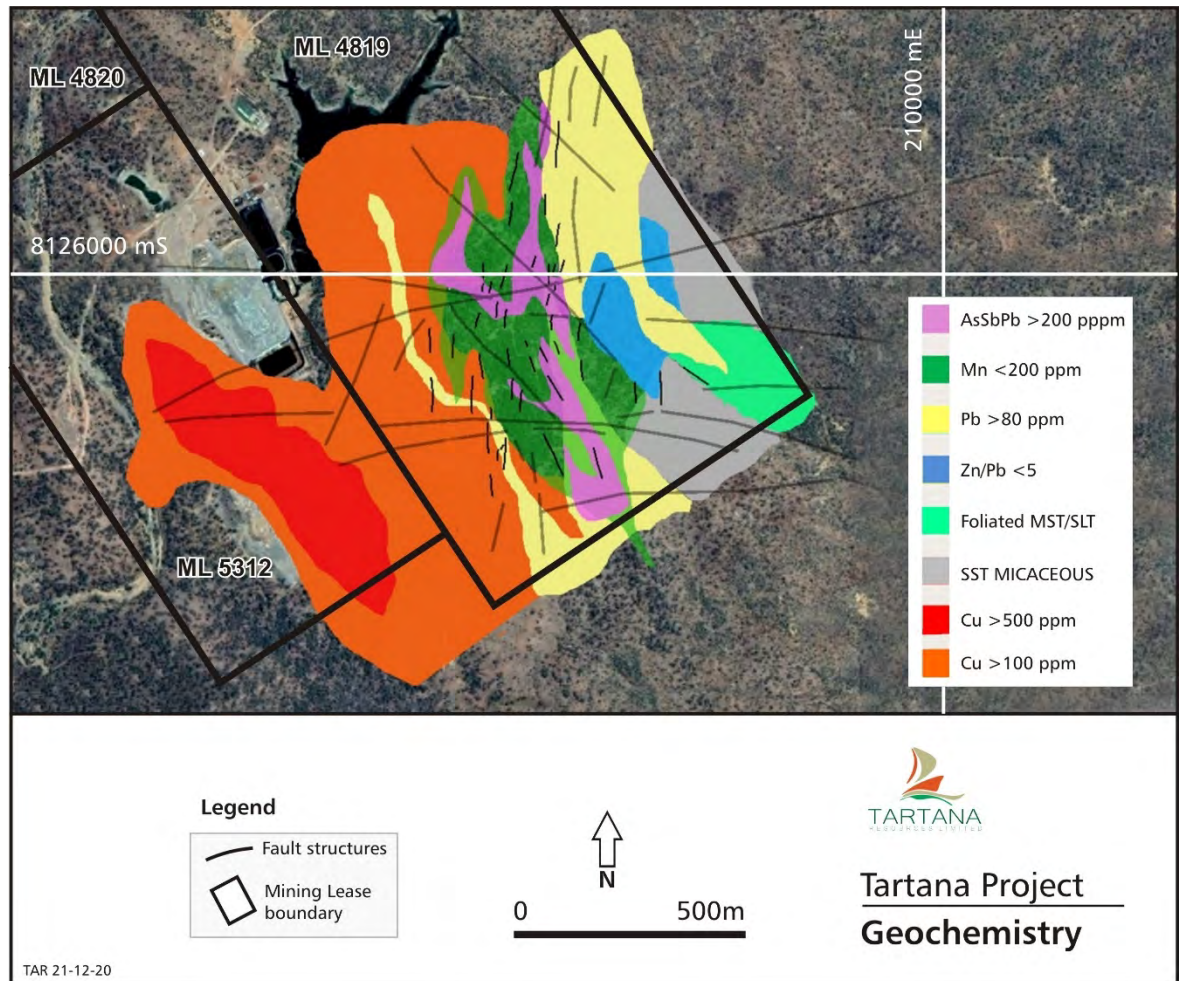 ML 4819
ML 4820
210000 mE
8126000 mS
ML 5312
AsSbPb >200 pppm
Mn <200 ppm
Pb >80 ppm
Zn/Pb <5
Foliated MST/SLT
SST MICACEOUS
Cu >500 ppm
Cu >100 ppm
Legend
Fault structures
Mining Lease
boundary
N
0 500m
TARTANA
RESOURCES LIMITED
Tartana Project
Geochemistry
TAR 21-12-20